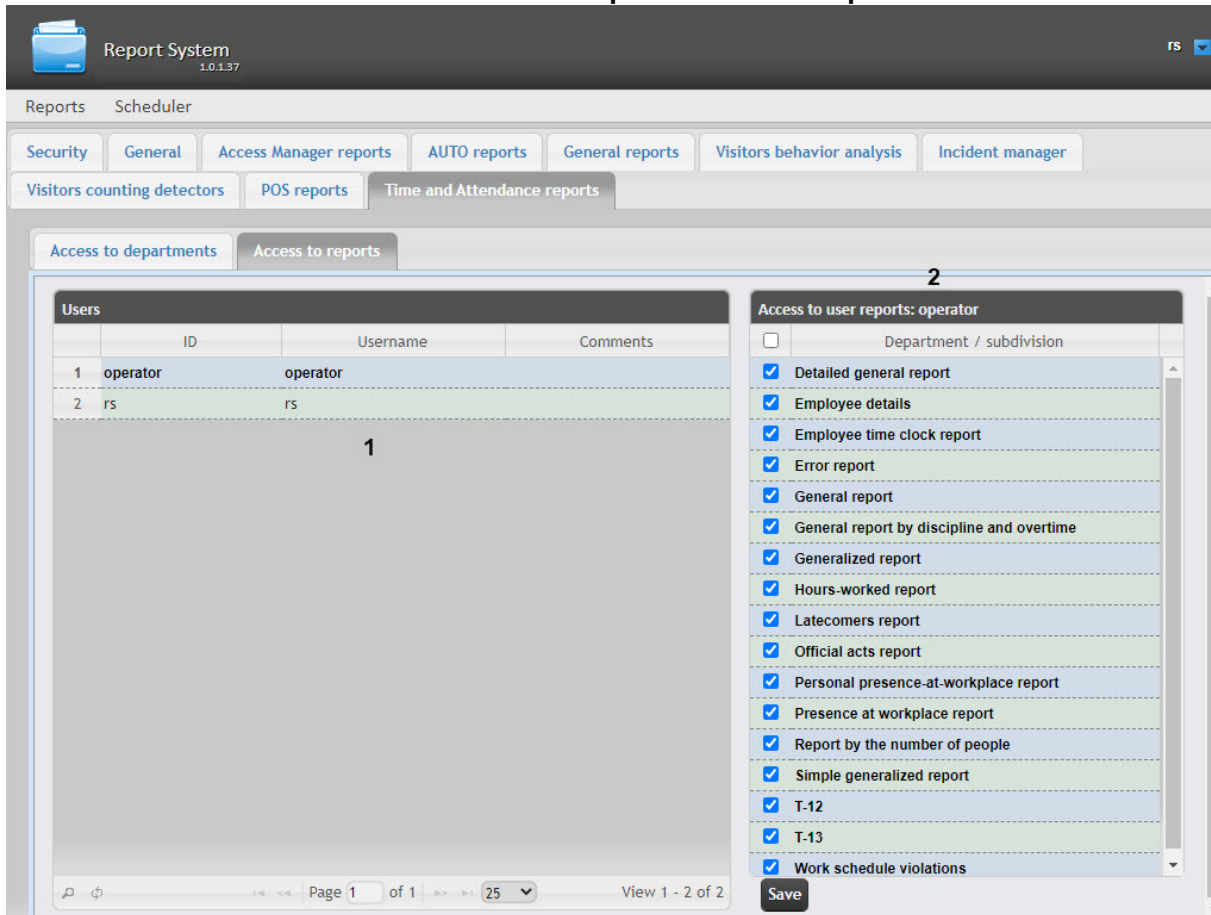 Report System
1.0.1.37
rs
Reports Scheduler
Security General Access Manager reports AUTO reports General reports Visitors behavior analysis Incident manager
Visitors counting detectors POS reports Time and Attendance reports
Access to departments Access to reports
2
Users
ID Username Comments
1 operator operator
2 rs rs
1
Page 1 of 1 25 View 1 - 2 of 2
Access to user reports: operator
Department / subdivision
Detailed general report
Employee details
Employee time clock report
Error report
General report
General report by discipline and overtime
Generalized report
Hours-worked report
Latecomers report
Official acts report
Personal presence-at-workplace report
Presence at workplace report
Report by the number of people
Simple generalized report
T-12
T-13
Work schedule violations
Save